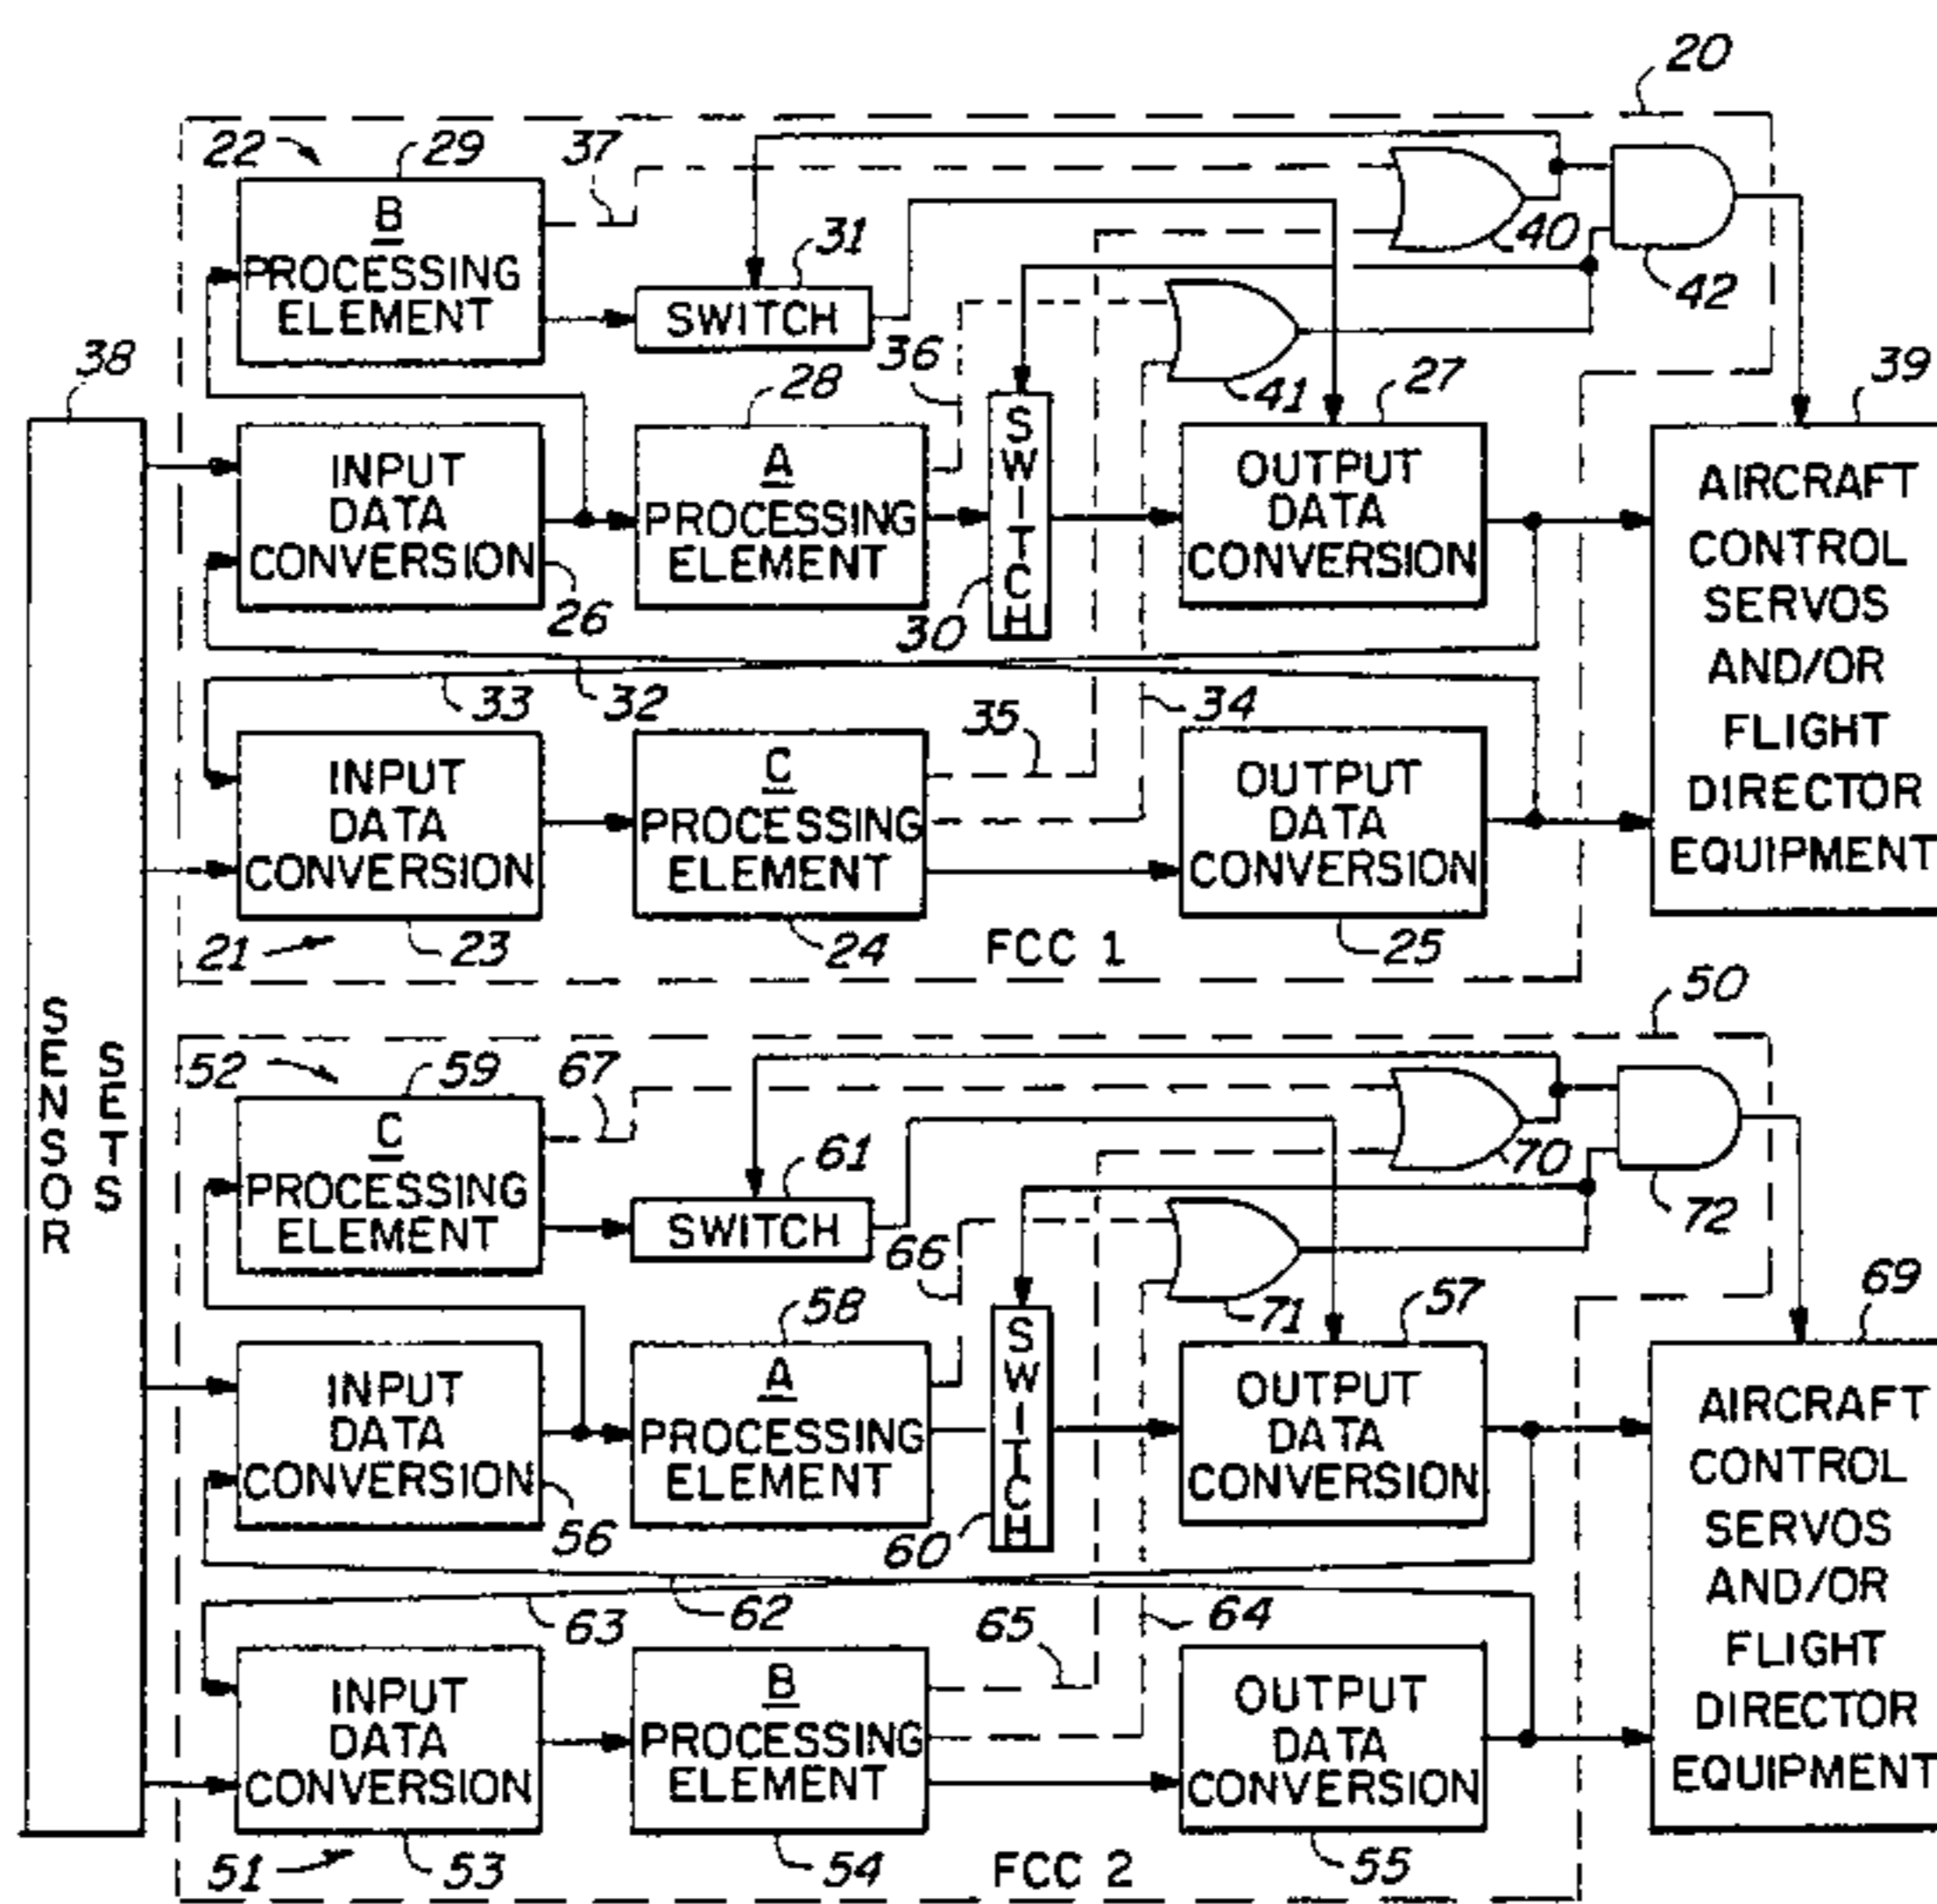 20
22
29
37
B
PROCESSING
ELEMENT
31
SWITCH
40
42
36
41
38
28
27
39
INPUT
DATA
CONVERSION
26
A
PROCESSING
ELEMENT
SWITCH
30
OUTPUT
DATA
CONVERSION
AIRCRAFT
CONTROL
SERVOS
AND/OR
FLIGHT
DIRECTOR
EQUIPMENT
33
32
35
34
INPUT
DATA
CONVERSION
C
PROCESSING
ELEMENT
OUTPUT
DATA
CONVERSION
21
23
24
FCC 1
25
SENSOR
SETS
50
52
59
67
C
PROCESSING
ELEMENT
61
SWITCH
70
72
66
71
58
57
69
INPUT
DATA
CONVERSION
56
A
PROCESSING
ELEMENT
SWITCH
60
OUTPUT
DATA
CONVERSION
AIRCRAFT
CONTROL
SERVOS
AND/OR
FLIGHT
DIRECTOR
EQUIPMENT
63
62
65
64
INPUT
DATA
CONVERSION
B
PROCESSING
ELEMENT
OUTPUT
DATA
CONVERSION
51
53
54
FCC 2
55